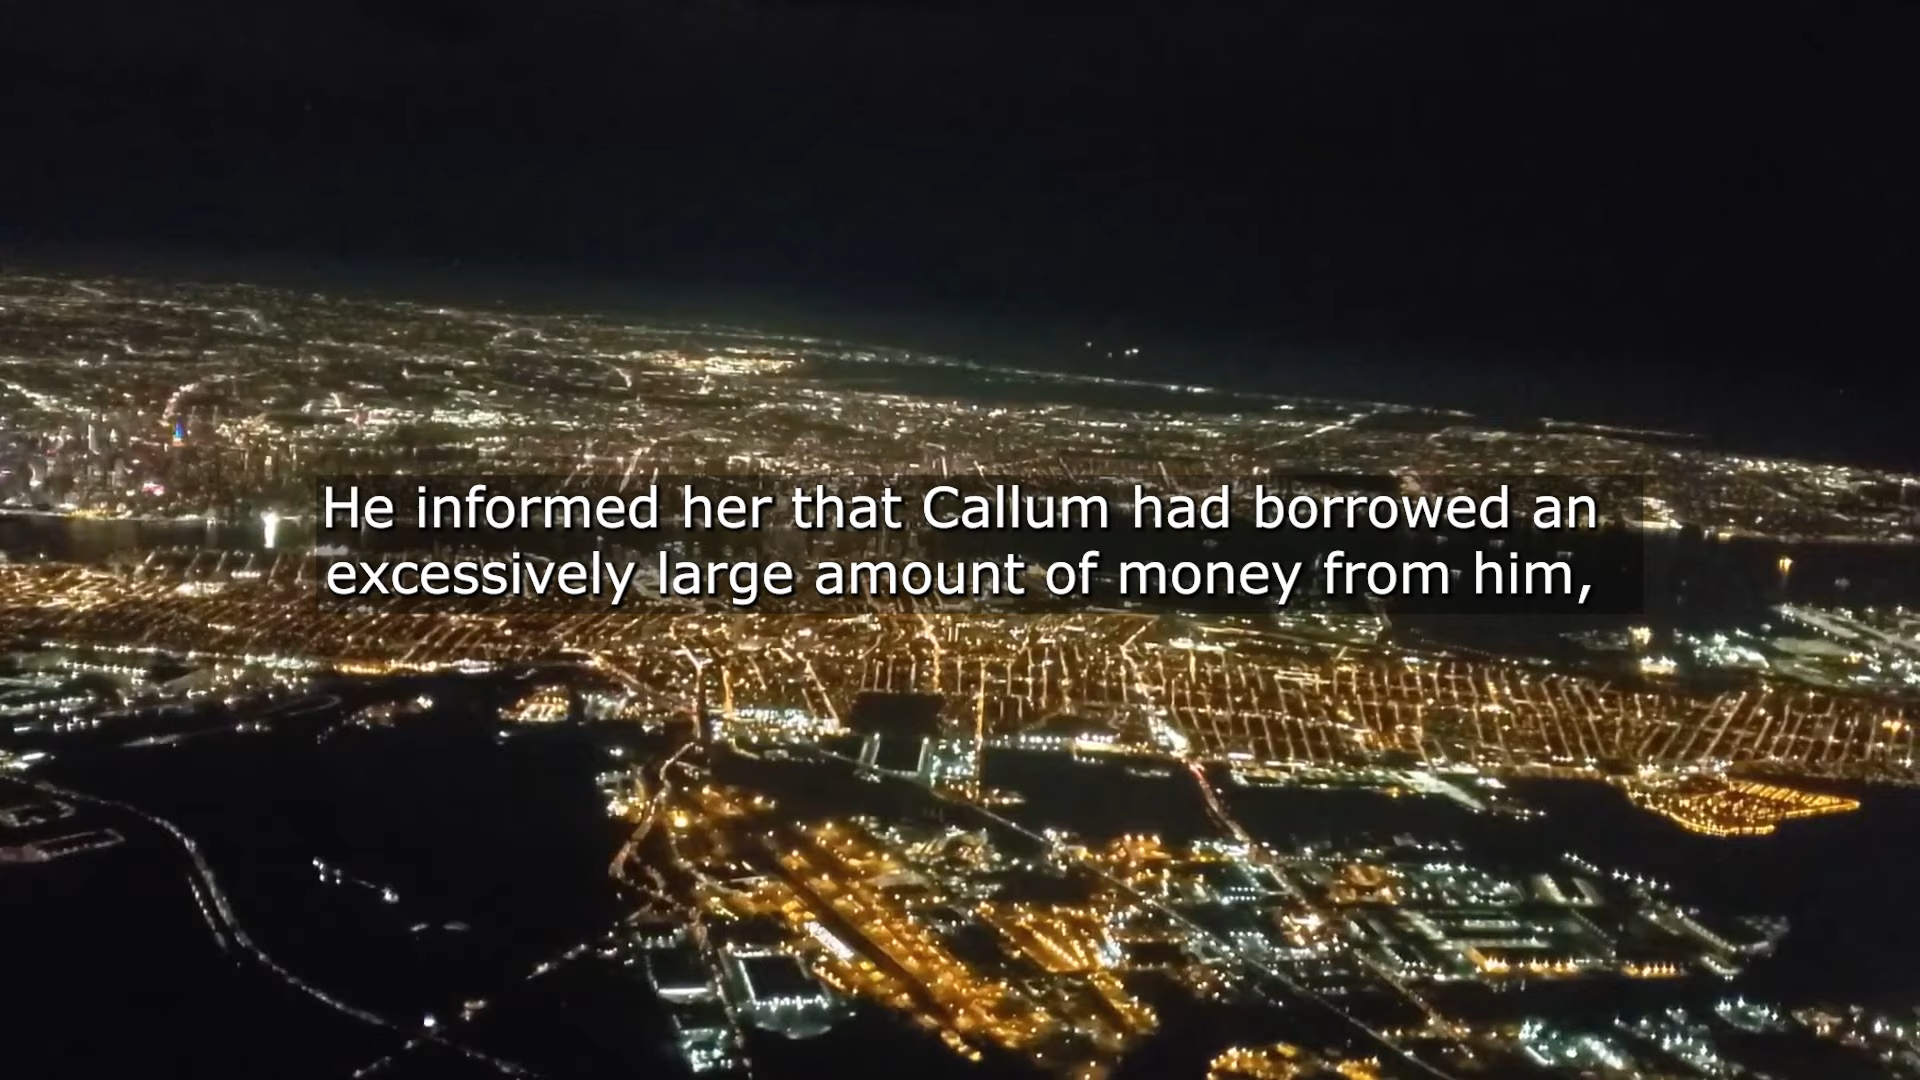 He informed her that Callum had borrowed an
excessively large amount of money from him,